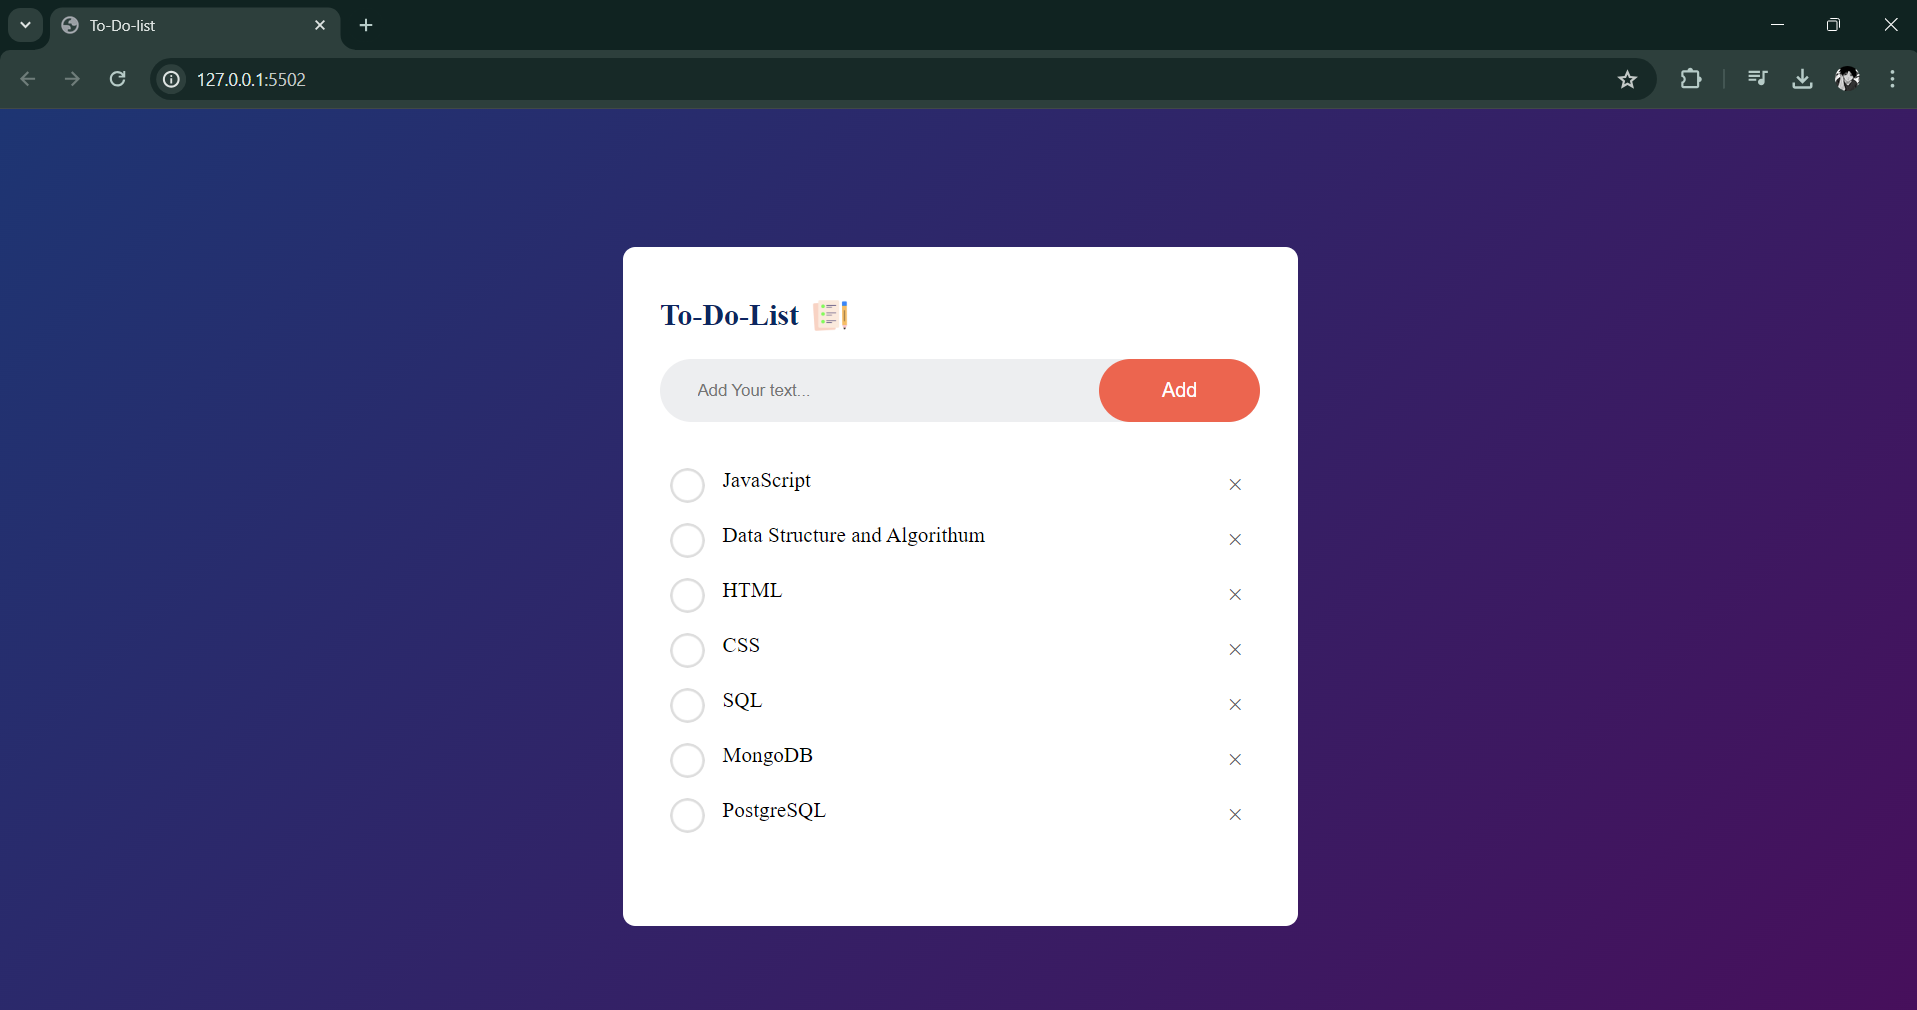 To-Do-list
127.0.0.1:5502
To-Do-List
Add Your text...
Add
JavaScript
Data Structure and Algorithum
HTML
CSS
SQL
MongoDB
PostgreSQL